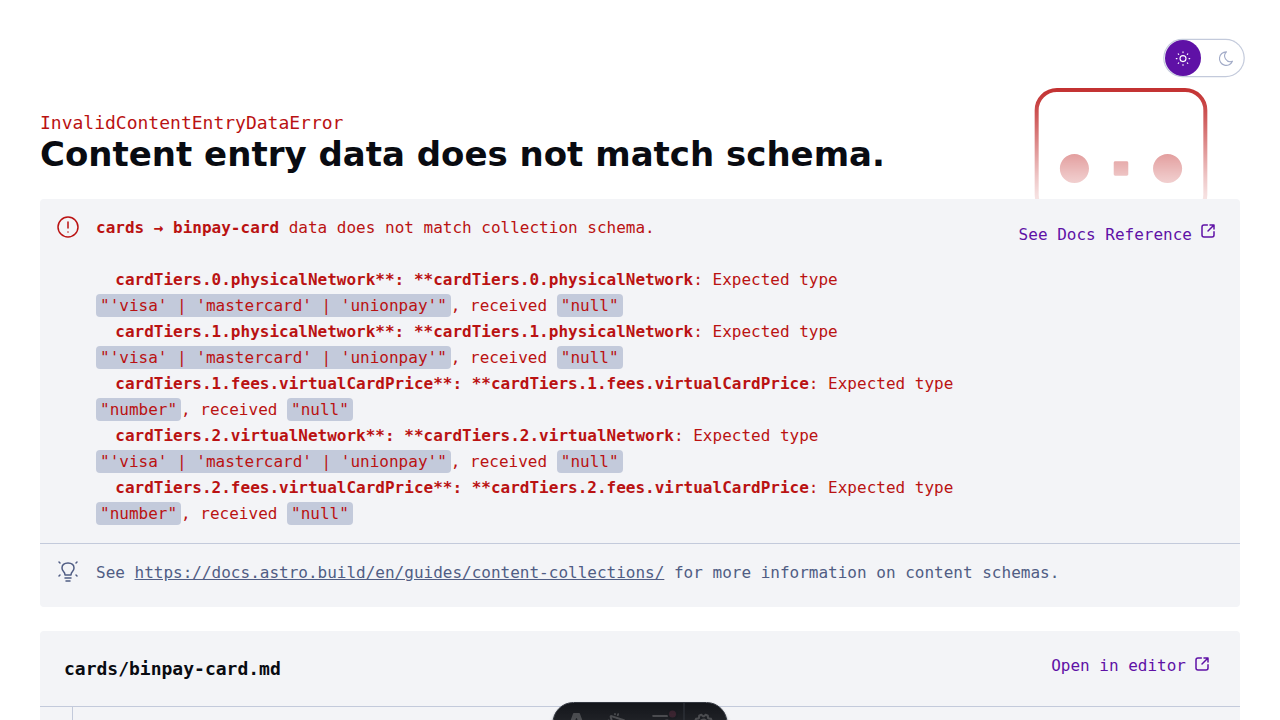 InvalidContentEntryDataError
Content entry data does not match schema.
cards → binpay-card data does not match collection schema.
See Docs Reference
cardTiers.0.physicalNetwork**: **cardTiers.0.physicalNetwork: Expected type
"'visa' | 'mastercard' | 'unionpay'", received "null"
cardTiers.1.physicalNetwork**: **cardTiers.1.physicalNetwork: Expected type
"'visa' | 'mastercard' | 'unionpay'", received "null"
cardTiers.1.fees.virtualCardPrice**: **cardTiers.1.fees.virtualCardPrice: Expected type
"number", received "null"
cardTiers.2.virtualNetwork**: **cardTiers.2.virtualNetwork: Expected type
"'visa' | 'mastercard' | 'unionpay'", received "null"
cardTiers.2.fees.virtualCardPrice**: **cardTiers.2.fees.virtualCardPrice: Expected type
"number", received "null"
See https://docs.astro.build/en/guides/content-collections/ for more information on content schemas.
cards/binpay-card.md
Open in editor